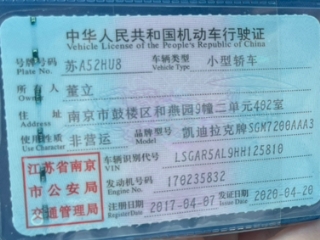 中华人民共和国机动车行驶证
Vehicle License of the People's Republic of China
号牌号码 苏A52HU8 车辆类型 小型轿车
Plate No. Vehicle Type
所有人 董立
Owner
住址 南京市鼓楼区和燕园9幢二单元402室
Address
使用性质 非营运 品牌型号 凯迪拉克牌SGM7200AAA3
Use Character Model
江苏省南京
市公安局
交通管理局
车辆识别代号 LSGAR5AL9HH125810
VIN
发动机号码 170235832
Engine No.
注册日期 2017-04-07 发证日期 2020-04-20
Register Date Issue Date